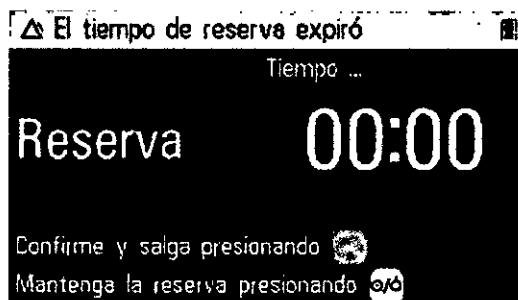 El tiempo de reserva expiró
Tiempo ...
Reserva 00:00
Confirme y salga presionando
Mantenga la reserva presionando o/ó